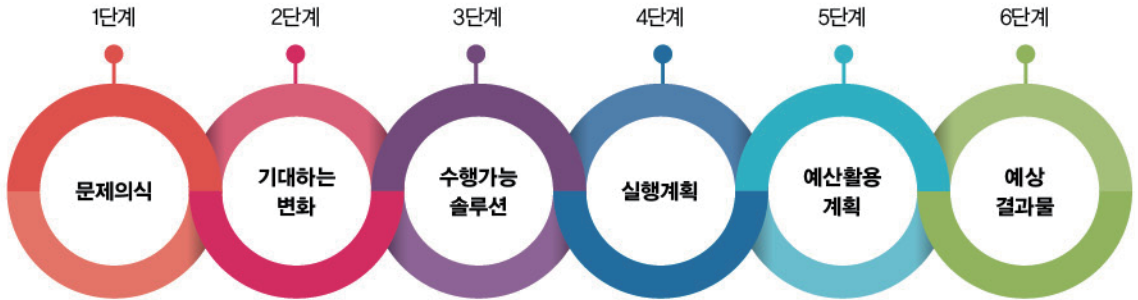 1단계
2단계
3단계
4단계
5단계
6단계
문제의식
기대하는
변화
수행가능
솔루션
실행계획
예산활용
계획
예상
결과물